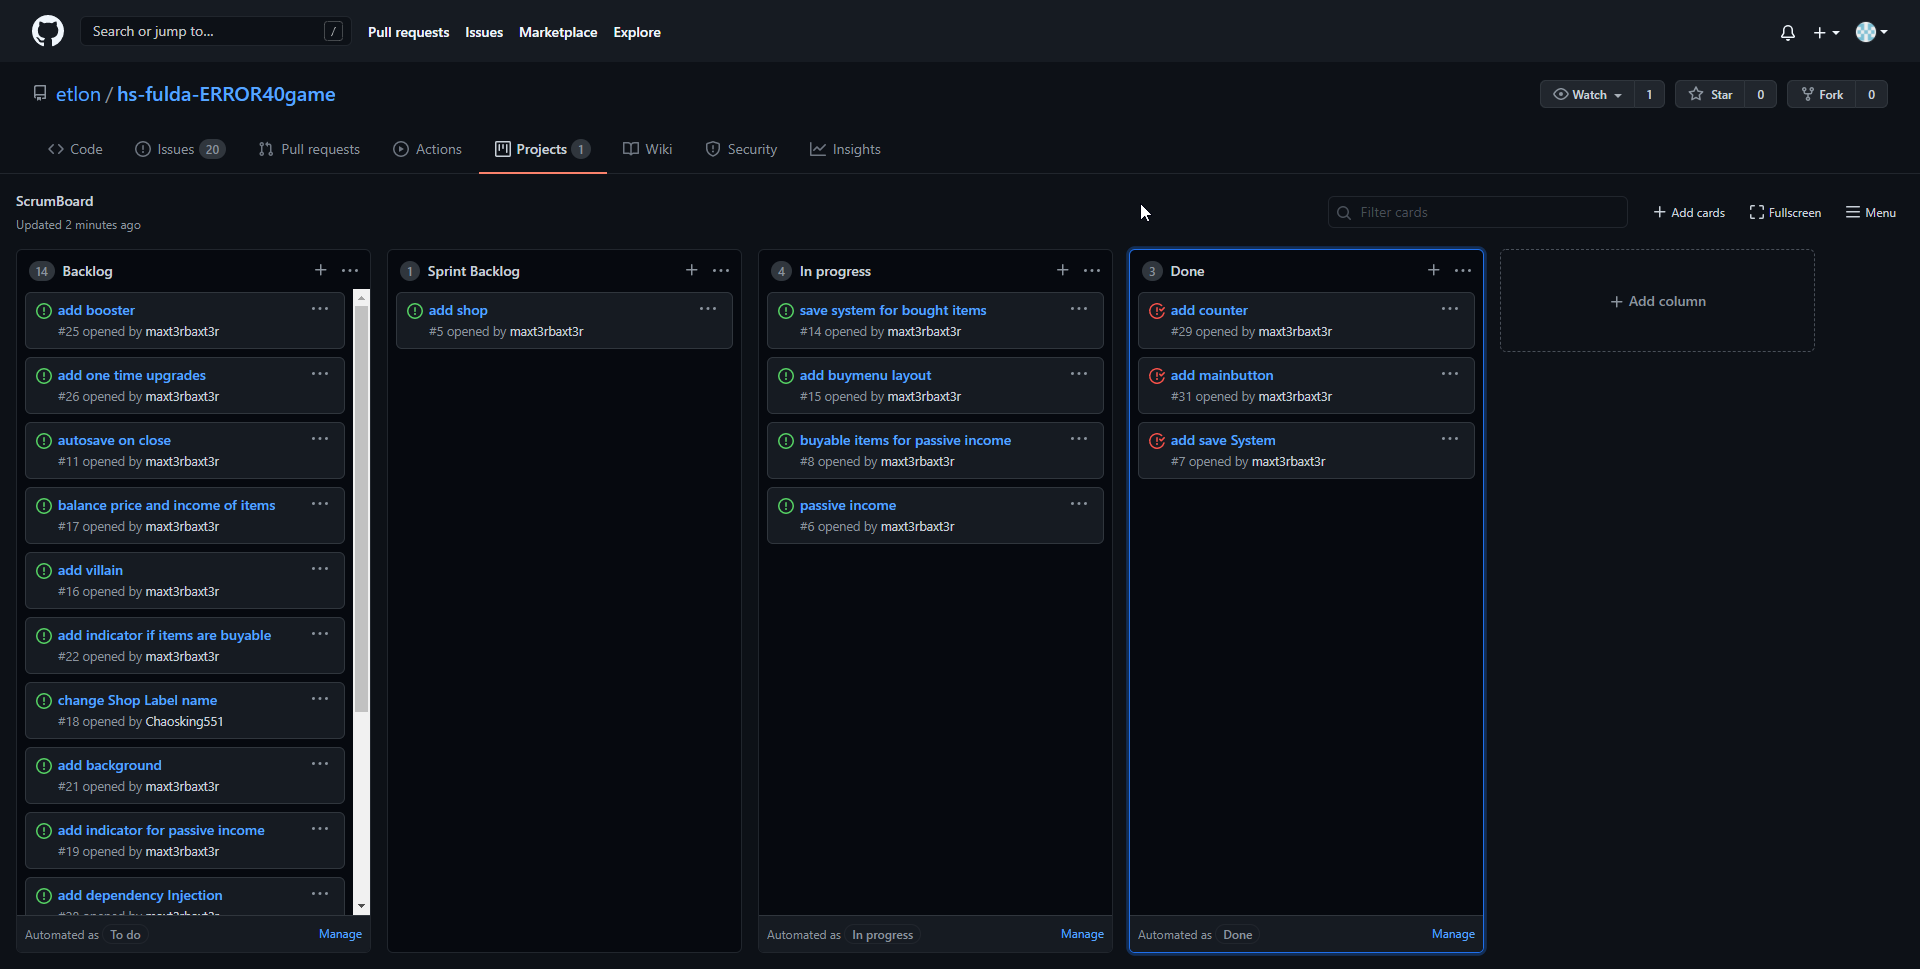 Search or jump to... /
Pull requests Issues Marketplace Explore
etlon / hs-fulda-ERROR40game
Watch 1 Star 0 Fork 0
Code Issues 20 Pull requests Actions Projects 1 Wiki Security Insights
ScrumBoard
Updated 2 minutes ago
Filter cards
Add cards Fullscreen Menu
14 Backlog
add booster
#25 opened by maxt3rbaxt3r
add one time upgrades
#26 opened by maxt3rbaxt3r
autosave on close
#11 opened by maxt3rbaxt3r
balance price and income of items
#17 opened by maxt3rbaxt3r
add villain
#16 opened by maxt3rbaxt3r
add indicator if items are buyable
#22 opened by maxt3rbaxt3r
change Shop Label name
#18 opened by Chaosking551
add background
#21 opened by maxt3rbaxt3r
add indicator for passive income
#19 opened by maxt3rbaxt3r
add dependency Injection
Automated as To do Manage
1 Sprint Backlog
add shop
#5 opened by maxt3rbaxt3r
4 In progress
save system for bought items
#14 opened by maxt3rbaxt3r
add buymenu layout
#15 opened by maxt3rbaxt3r
buyable items for passive income
#8 opened by maxt3rbaxt3r
passive income
#6 opened by maxt3rbaxt3r
Automated as In progress Manage
3 Done
add counter
#29 opened by maxt3rbaxt3r
add mainbutton
#31 opened by maxt3rbaxt3r
add save System
#7 opened by maxt3rbaxt3r
Automated as Done Manage
Add column